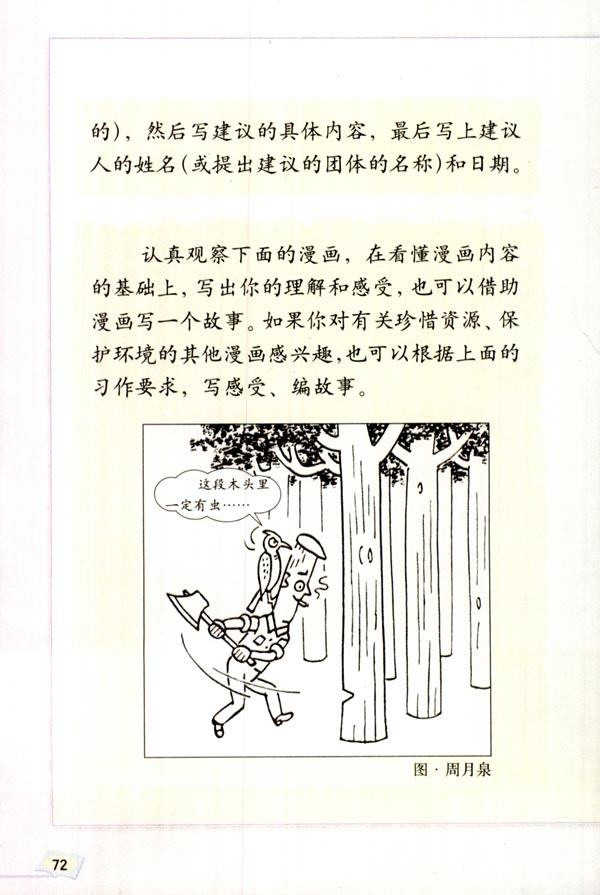 的)，然后写建议的具体内容，最后写上建议
人的姓名(或提出建议的团体的名称)和日期。
认真观察下面的漫画，在看懂漫画内容
的基础上，写出你的理解和感受，也可以借助
漫画写一个故事。如果你对有关珍惜资源、保
护环境的其他漫画感兴趣，也可以根据上面的
习作要求，写感受、编故事。
这段木头里
一定有虫……
图·周月泉
72